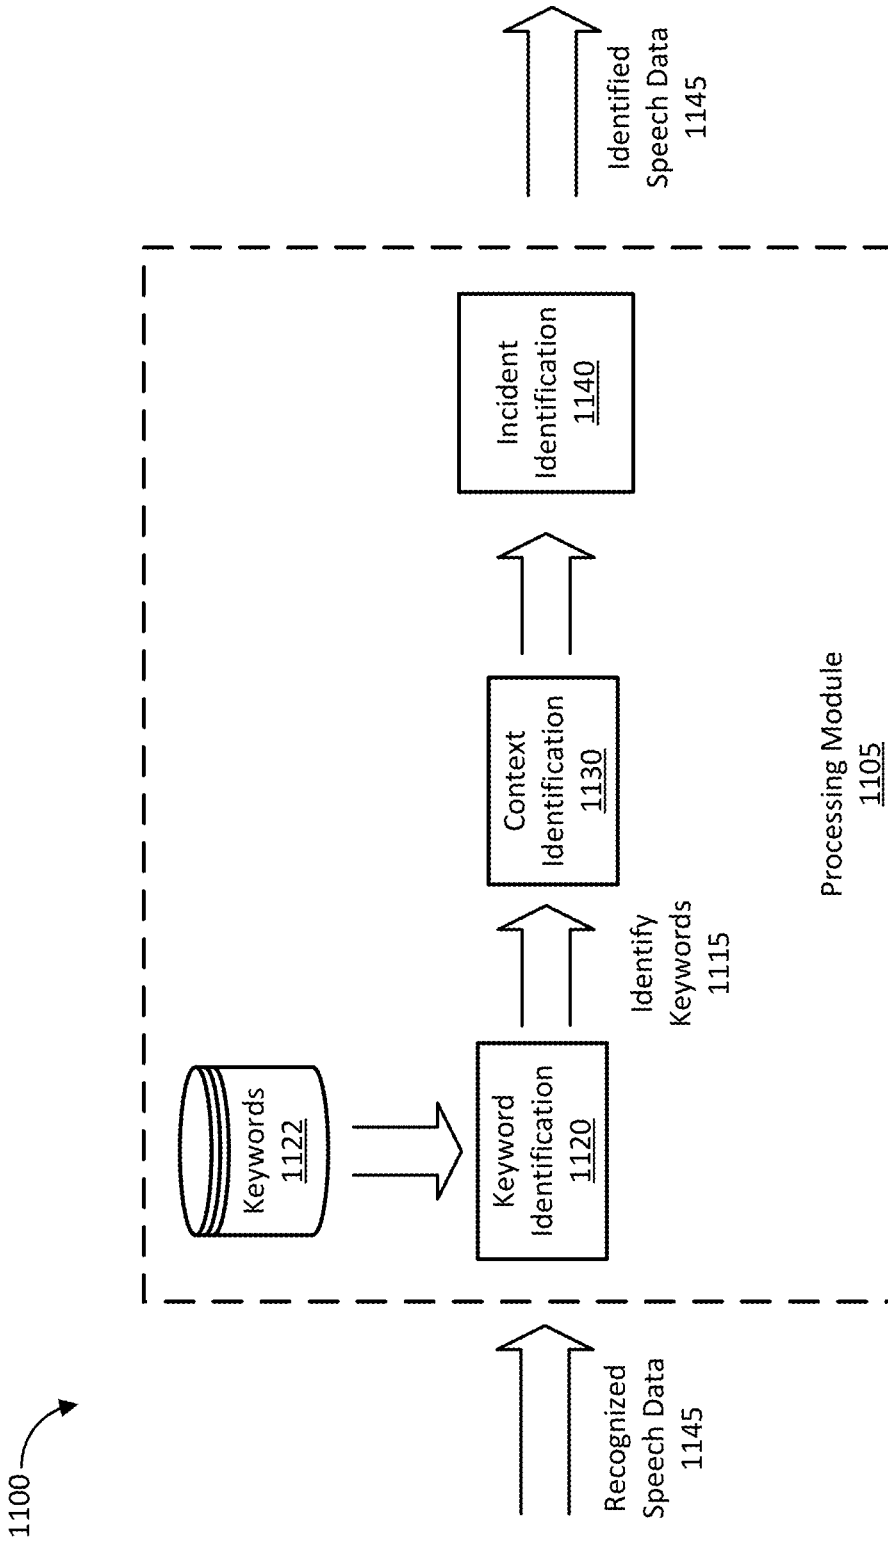 1100
Keywords
1122
Recognized
Speech Data
1145
Keyword
Identification
1120
Identify
Keywords
1115
Context
Identification
1130
Incident
Identification
1140
Identified
Speech Data
1145
Processing Module
1105